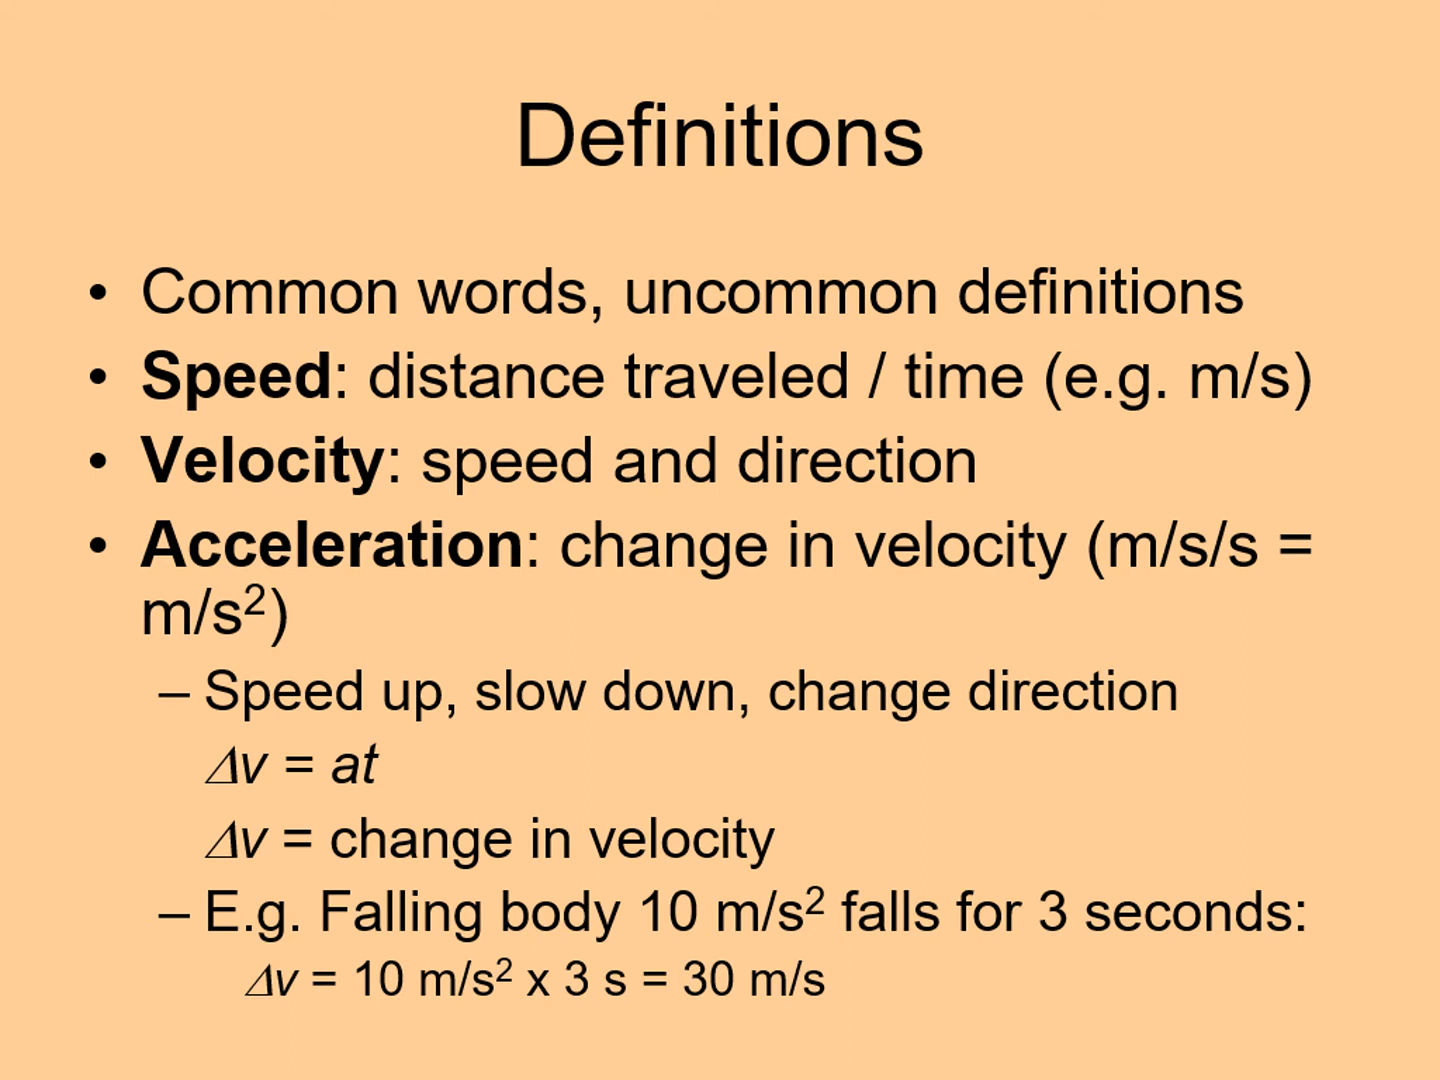 Definitions
• Common words, uncommon definitions
• Speed: distance traveled / time (e.g. m/s)
• Velocity: speed and direction
• Acceleration: change in velocity (m/s/s =
m/s²)
– Speed up, slow down, change direction
Δv = at
Δv = change in velocity
– E.g. Falling body 10 m/s² falls for 3 seconds:
Δv = 10 m/s² x 3 s = 30 m/s